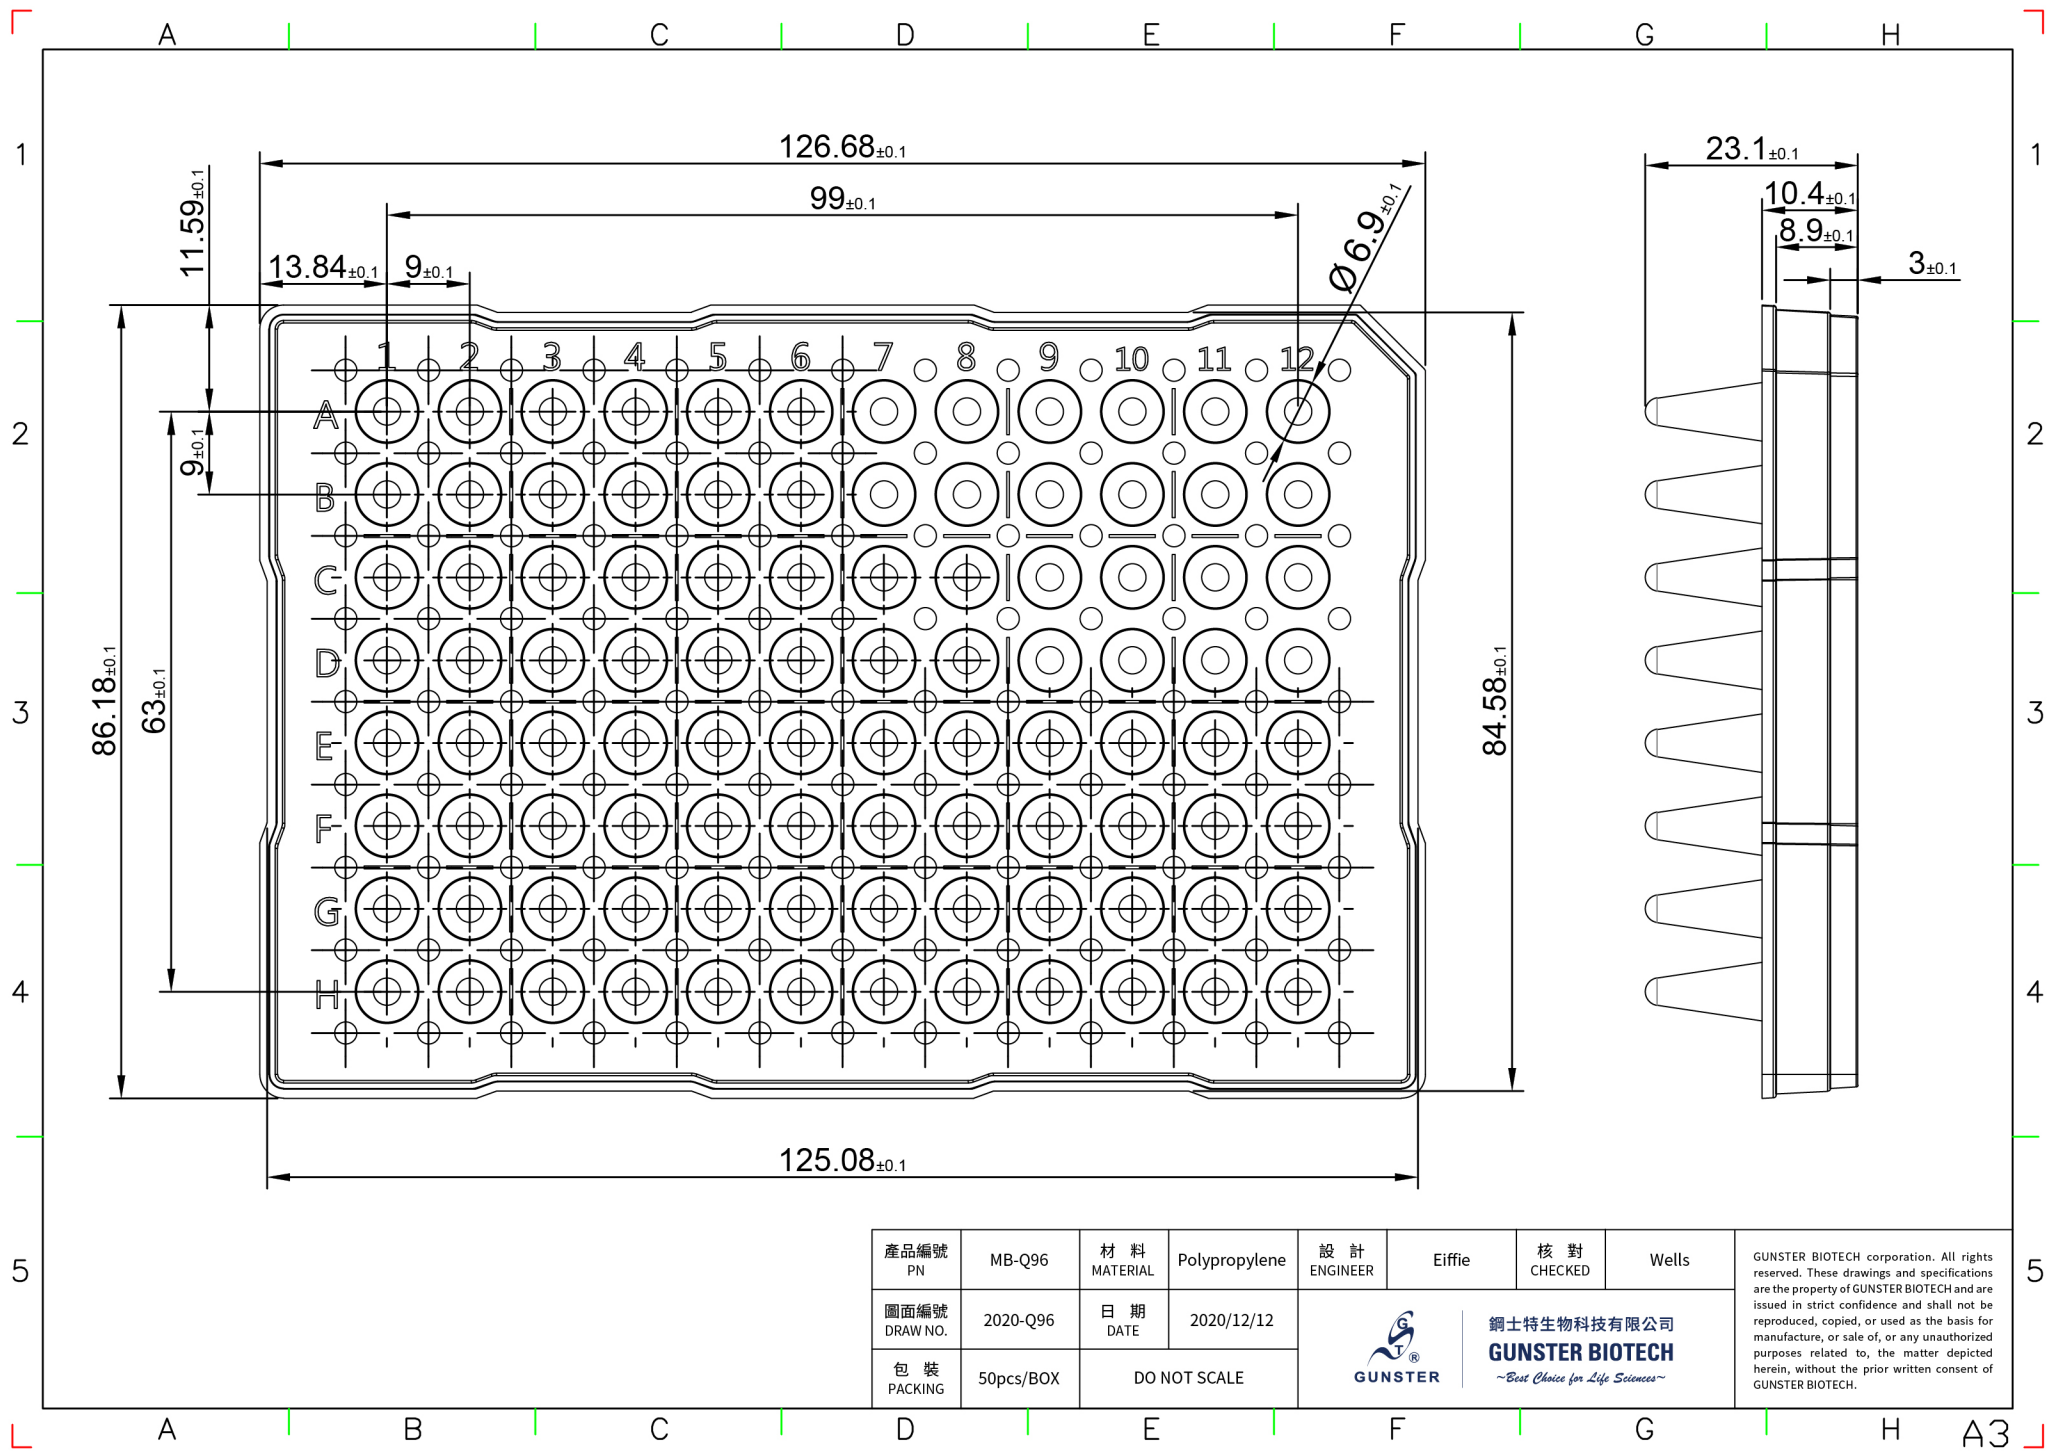 A C D E F G H
1 1
126.68±0.1
23.1±0.1
99±0.1
10.4±0.1
11.59±0.1
Ø6.9±0.1
8.9±0.1
13.84±0.1 9±0.1
3±0.1
1 2 3 4 5 6 7 8 9 10 11 12
A
2 2
9±0.1
B
C
D
86.18±0.1
63±0.1
84.58±0.1
3 3
E
F
G
H
4 4
125.08±0.1
5 5
產品編號
PN
MB-Q96
材 料
MATERIAL
Polypropylene
設 計
ENGINEER
Eiffie
核 對
CHECKED
Wells
圖面編號
DRAW NO.
2020-Q96
日 期
DATE
2020/12/12
包 裝
PACKING
50pcs/BOX
DO NOT SCALE
GST®
GUNSTER
鋼士特生物科技有限公司
GUNSTER BIOTECH
~Best Choice for Life Sciences~
GUNSTER BIOTECH corporation. All rights
reserved. These drawings and specifications
are the property of GUNSTER BIOTECH and are
issued in strict confidence and shall not be
reproduced, copied, or used as the basis for
manufacture, or sale of, or any unauthorized
purposes related to, the matter depicted
herein, without the prior written consent of
GUNSTER BIOTECH.
A B C D E F G H
A3